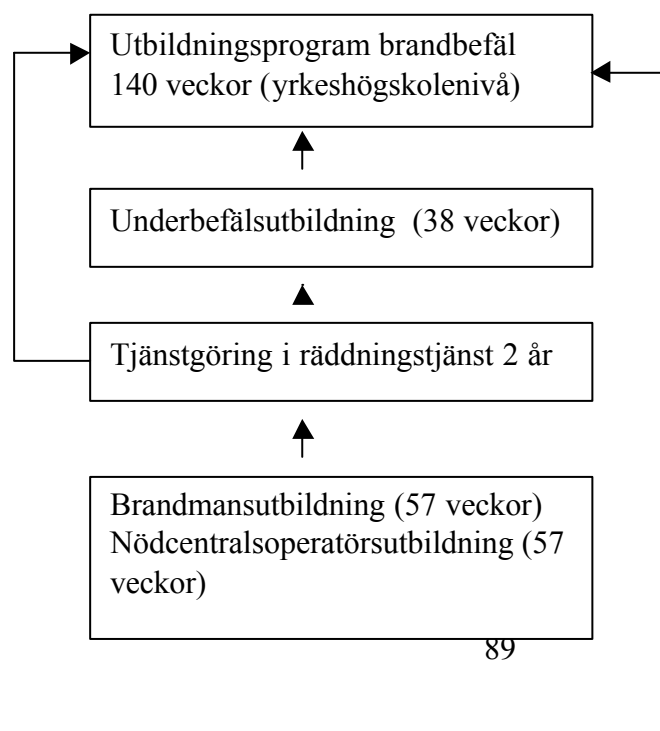 Utbildningsprogram brandbefäl
140 veckor (yrkeshögskolenivå)
Underbefälsutbildning (38 veckor)
Tjänstgöring i räddningstjänst 2 år
Brandmansutbildning (57 veckor)
Nödcentralsoperatörsutbildning (57
veckor)
89